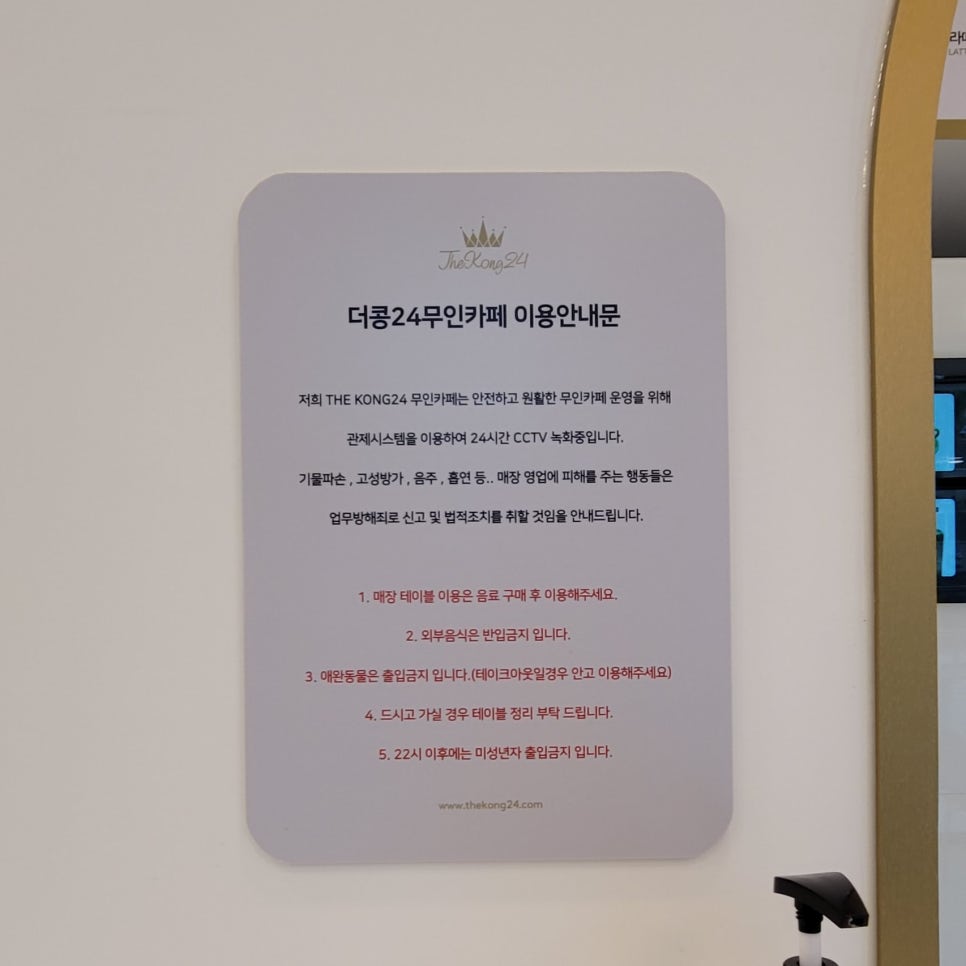 TheKong24
더콩24무인카페 이용안내문
저희 THE KONG24 무인카페는 안전하고 원활한 무인카페 운영을 위해
관제시스템을 이용하여 24시간 CCTV 녹화중입니다.
기물파손 , 고성방가 , 음주 , 흡연 등.. 매장 영업에 피해를 주는 행동들은
업무방해죄로 신고 및 법적조치를 취할 것임을 안내드립니다.
1. 매장 테이블 이용은 음료 구매 후 이용해주세요.
2. 외부음식은 반입금지 입니다.
3. 애완동물은 출입금지 입니다.(테이크아웃일경우 안고 이용해주세요)
4. 드시고 가실 경우 테이블 정리 부탁 드립니다.
5. 22시 이후에는 미성년자 출입금지 입니다.
www.thekong24.com